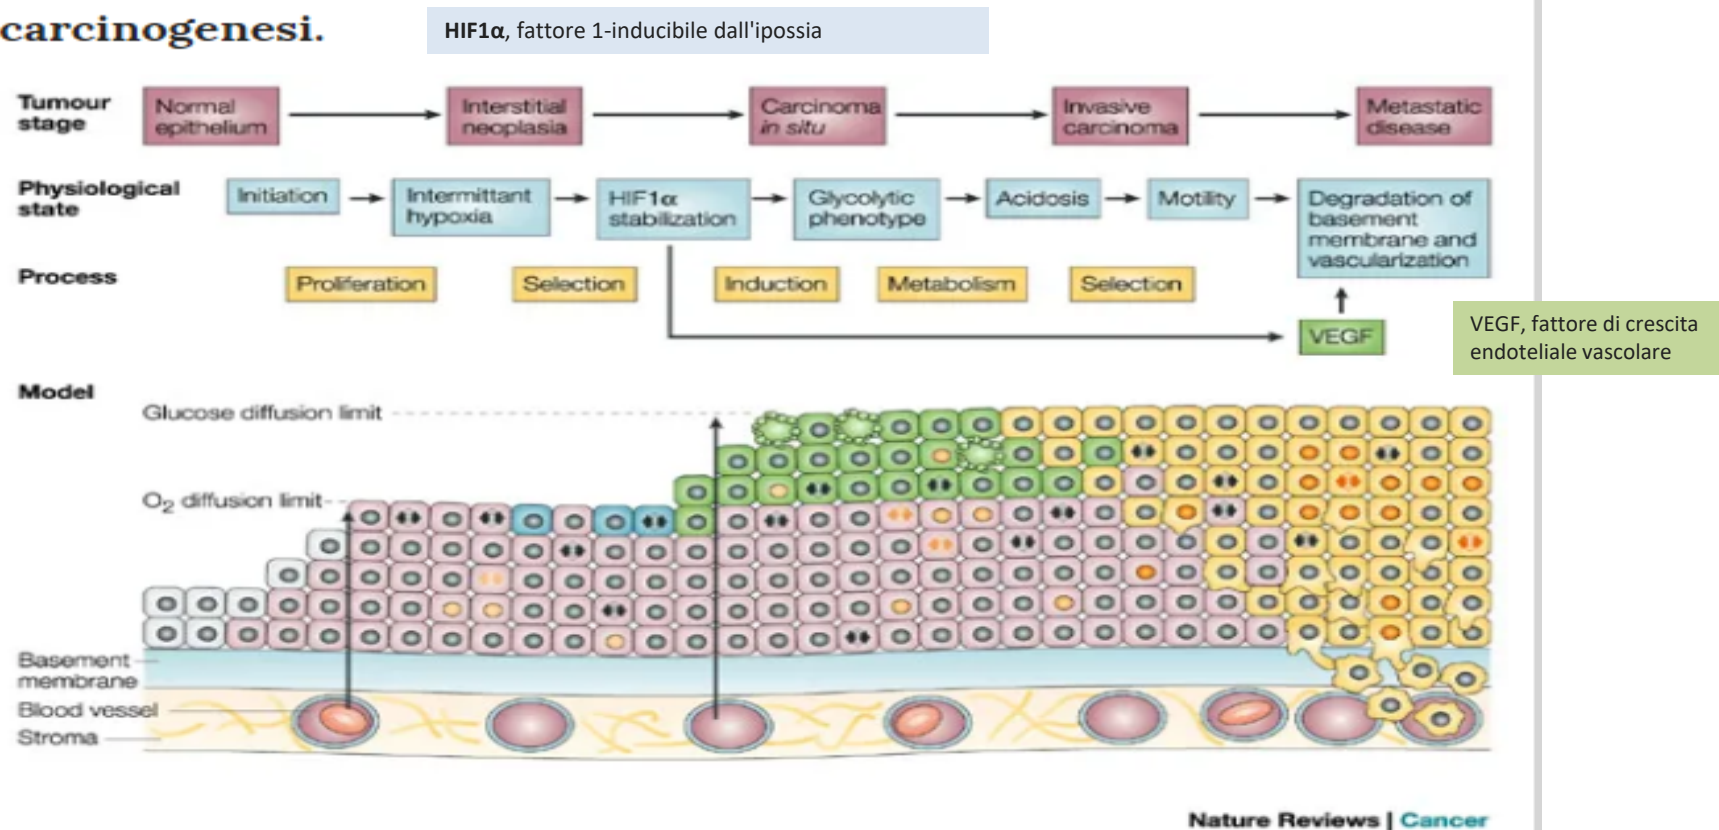 carcinogenesi.
HIF1α, fattore 1-inducibile dall'ipossia
Tumour
stage
Normal
epithelium
Interstitial
neoplasia
Carcinoma
in situ
Invasive
carcinoma
Metastatic
disease
Physiological
state
Initiation
Intermittant
hypoxia
HIF1α
stabilization
Glycolytic
phenotype
Acidosis
Motility
Degradation of
basement
membrane and
vascularization
Process
Proliferation
Selection
Induction
Metabolism
Selection
VEGF
VEGF, fattore di crescita
endoteliale vascolare
Model
Glucose diffusion limit
O2 diffusion limit
Basement
membrane
Blood vessel
Stroma
Nature Reviews | Cancer